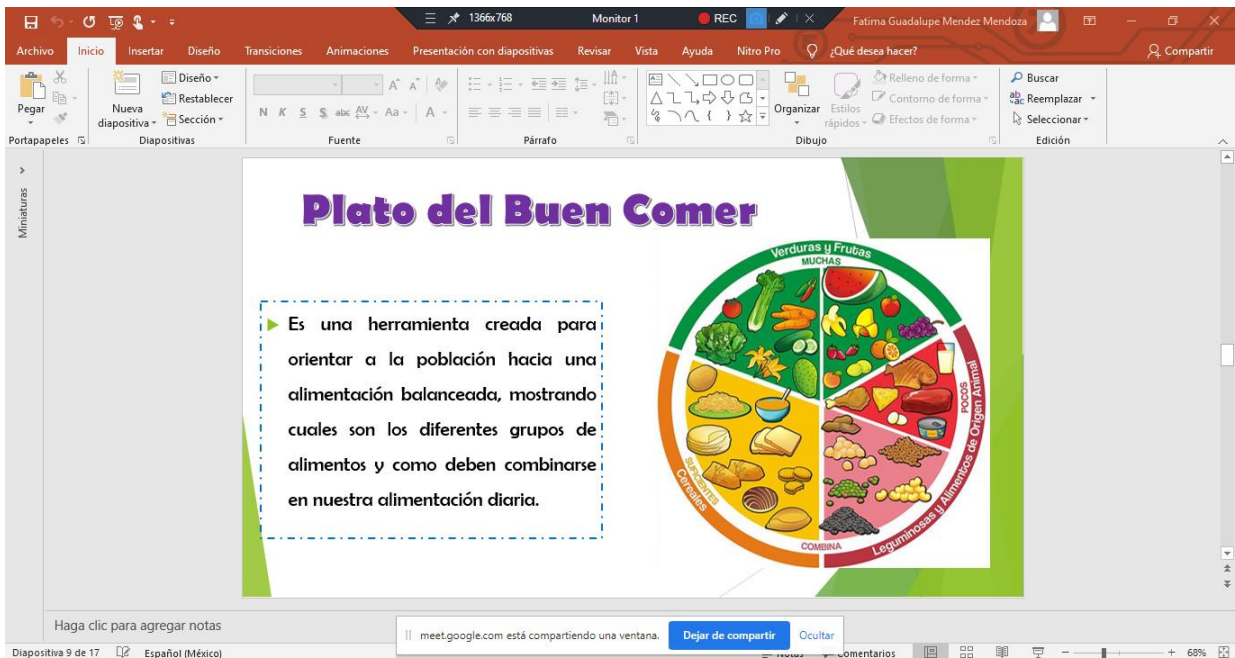 1366x768 Monitor 1 REC Fatima Guadalupe Mendez Mendoza
Archivo Inicio Insertar Diseño Transiciones Animaciones Presentación con diapositivas Revisar Vista Ayuda Nitro Pro ¿Qué desea hacer? Compartir
Pegar
Nueva diapositiva
Diseño
Restablecer
Sección
N K S S abc AV Aa A
Organizar
Estilos rápidos
Relleno de forma
Contorno de forma
Efectos de forma
Buscar
Reemplazar
Seleccionar
Portapapeles Diapositivas Fuente Párrafo Dibujo Edición
Miniaturas
Plato del Buen Comer
Es una herramienta creada para
orientar a la población hacia una
alimentación balanceada, mostrando
cuales son los diferentes grupos de
alimentos y como deben combinarse
en nuestra alimentación diaria.
Verduras y Frutas
MUCHAS
POCOS
Leguminosas y Alimentos de Origen Animal
SUFICIENTES
Cereales
COMBINA
Haga clic para agregar notas
meet.google.com está compartiendo una ventana. Dejar de compartir Ocultar
Diapositiva 9 de 17 Español (México) Notas Comentarios 68%